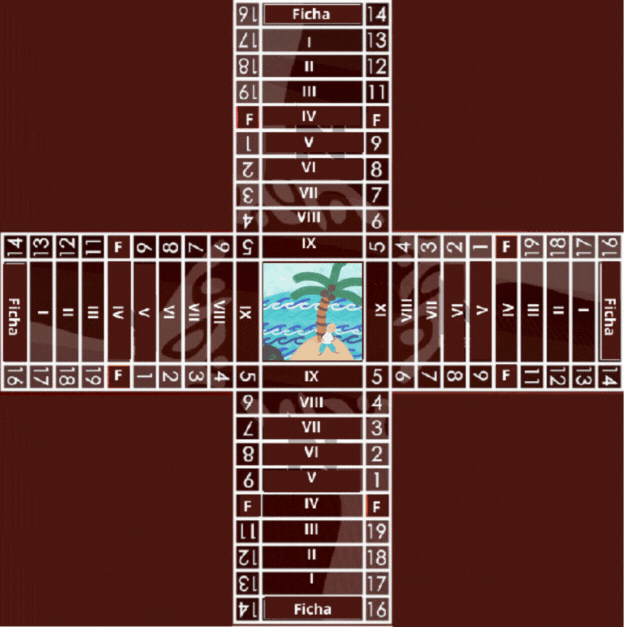 16 Ficha 14
17 I 13
18 II 12
19 III 11
F IV F
1 V 9
2 VI 8
3 VII 7
4 VIII 6
14 13 12 11 F 9 8 7 6 5 IX 5 4 3 2 1 F 19 18 17 16
Ficha I II III IV V VI VII VIII IX IX VIII VII VI V IV III II I Ficha
16 17 18 19 F 1 2 3 4 5 IX 5 6 7 8 9 F 11 12 13 14
6 VIII 4
7 VII 3
8 VI 2
9 V 1
F IV F
11 III 19
12 II 18
13 I 17
14 Ficha 16